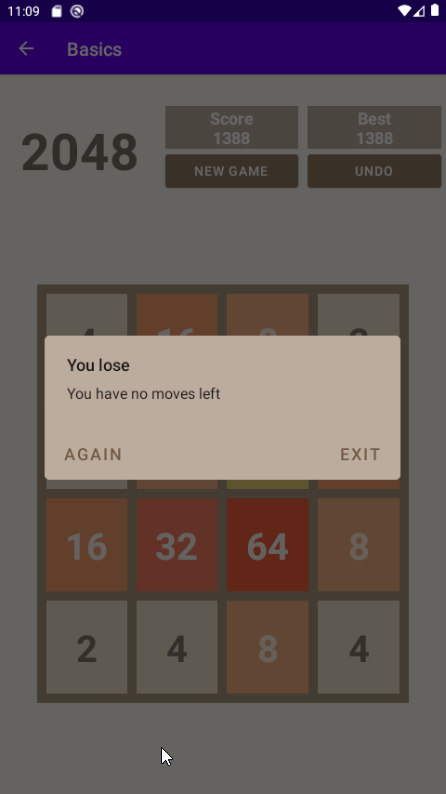 11:09
Basics
2048
Score
1388
Best
1388
NEW GAME
UNDO
You lose
You have no moves left
AGAIN
EXIT
16 32 64 8
2 4 8 4